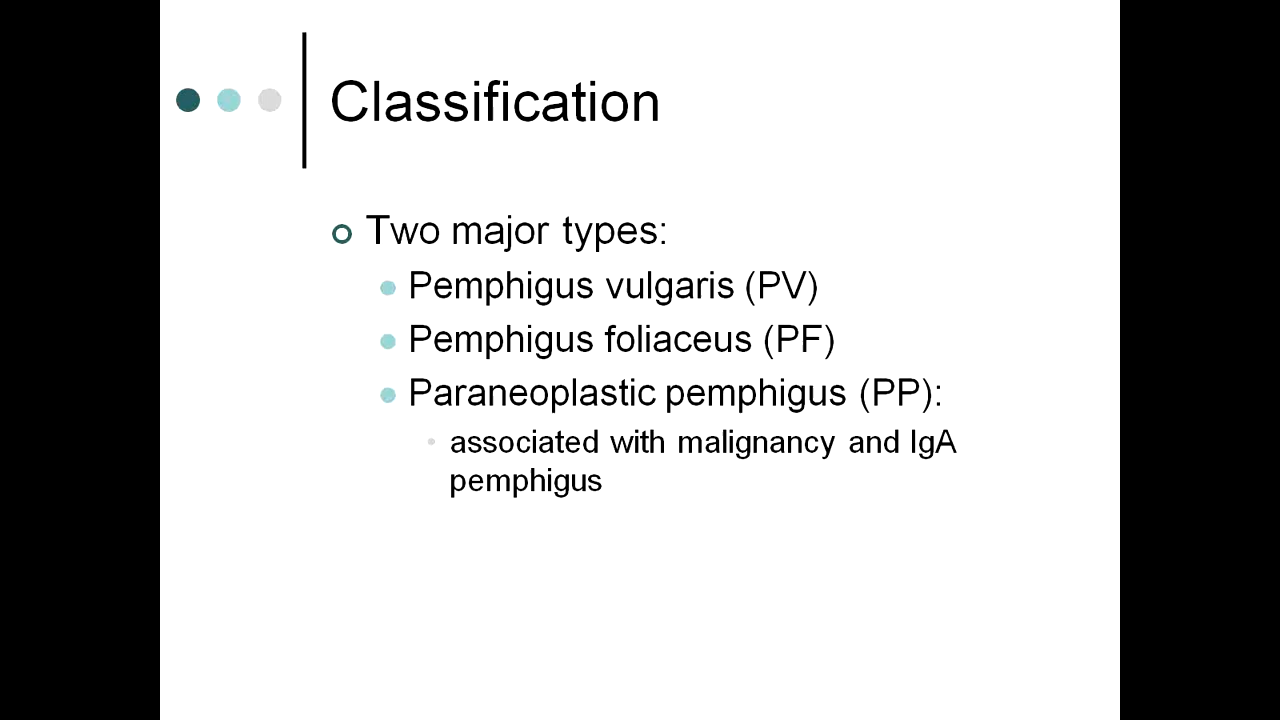 Classification
Two major types:
Pemphigus vulgaris (PV)
Pemphigus foliaceus (PF)
Paraneoplastic pemphigus (PP):
associated with malignancy and IgA
pemphigus